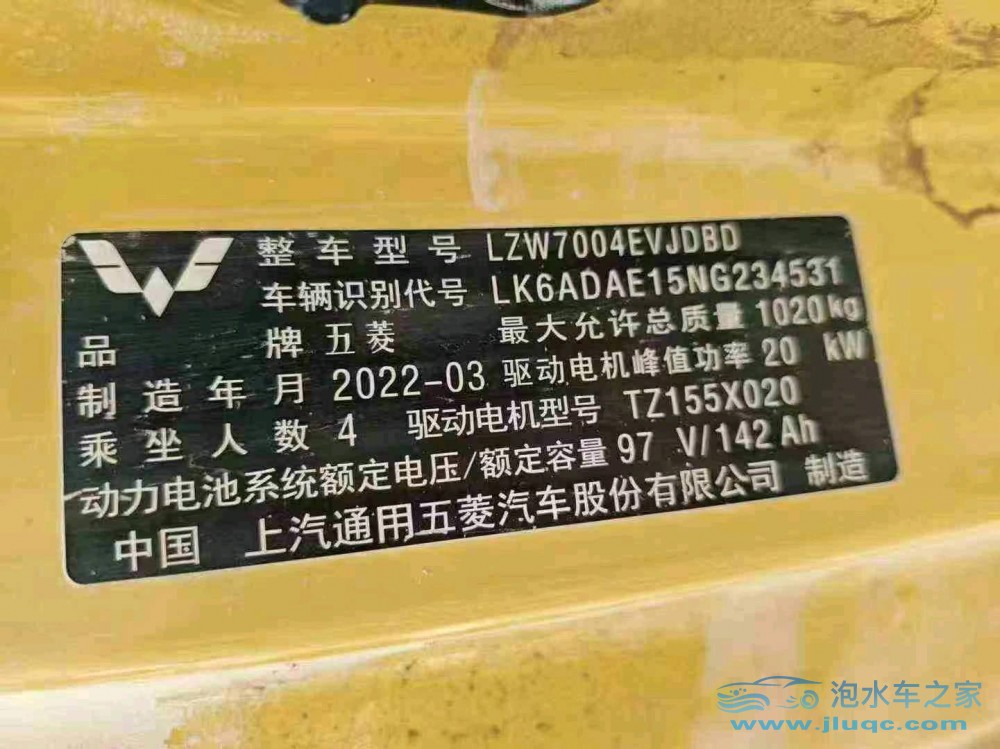 整车型号 LZW7004EVJDBD
车辆识别代号 LK6ADAE15NG234531
品牌 五菱 最大允许总质量 1020kg
制造年月 2022-03 驱动电机峰值功率 20 kW
乘坐人数 4 驱动电机型号 TZ155X020
动力电池系统额定电压/额定容量 97 V/142 Ah
中国 上汽通用五菱汽车股份有限公司 制造
泡水车之家
www.jluqc.com